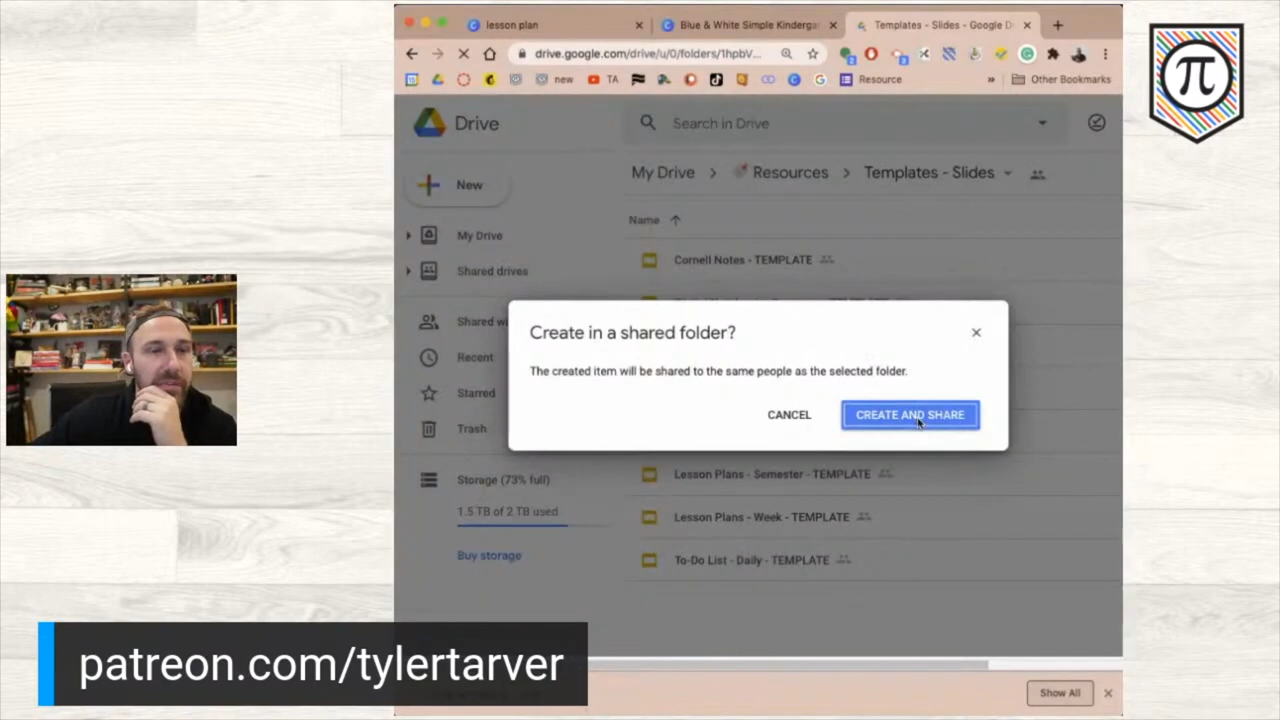 lesson plan
Blue & White Simple Kinderga
Templates - Slides - Google D
drive.google.com/drive/u/0/folders/1hpbV...
new
TA
Resource
»
Other Bookmarks
Drive
Search in Drive
New
My Drive > Resources > Templates - Slides
Name
My Drive
Shared drives
Cornell Notes - TEMPLATE
Shared wi
Create in a shared folder?
The created item will be shared to the same people as the selected folder.
CANCEL
CREATE AND SHARE
Recent
Starred
Trash
Storage (73% full)
1.5 TB of 2 TB used
Buy storage
Lesson Plans - Semester - TEMPLATE
Lesson Plans - Week - TEMPLATE
To-Do List - Daily - TEMPLATE
patreon.com/tylertarver
Show All
π